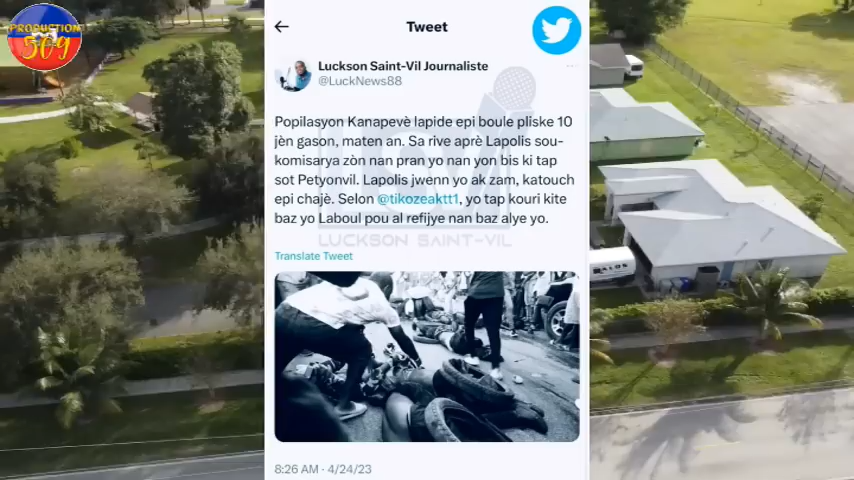 PRODUCTION
509
Tweet
Luckson Saint-Vil Journaliste
@LuckNews88
Popilasyon Kanapevè lapide epi boule pliske 10
jèn gason, maten an. Sa rive aprè Lapolis sou-
komisarya zòn nan pran yo nan yon bis ki tap
sot Petyonvil. Lapolis jwenn yo ak zam, katouch
epi chajè. Selon @tikozeaktt1, yo tap kouri kite
baz yo Laboul pou al refijye nan baz alye yo.
LUCKSON SAINT-VIL
Translate Tweet
8:26 AM · 4/24/23